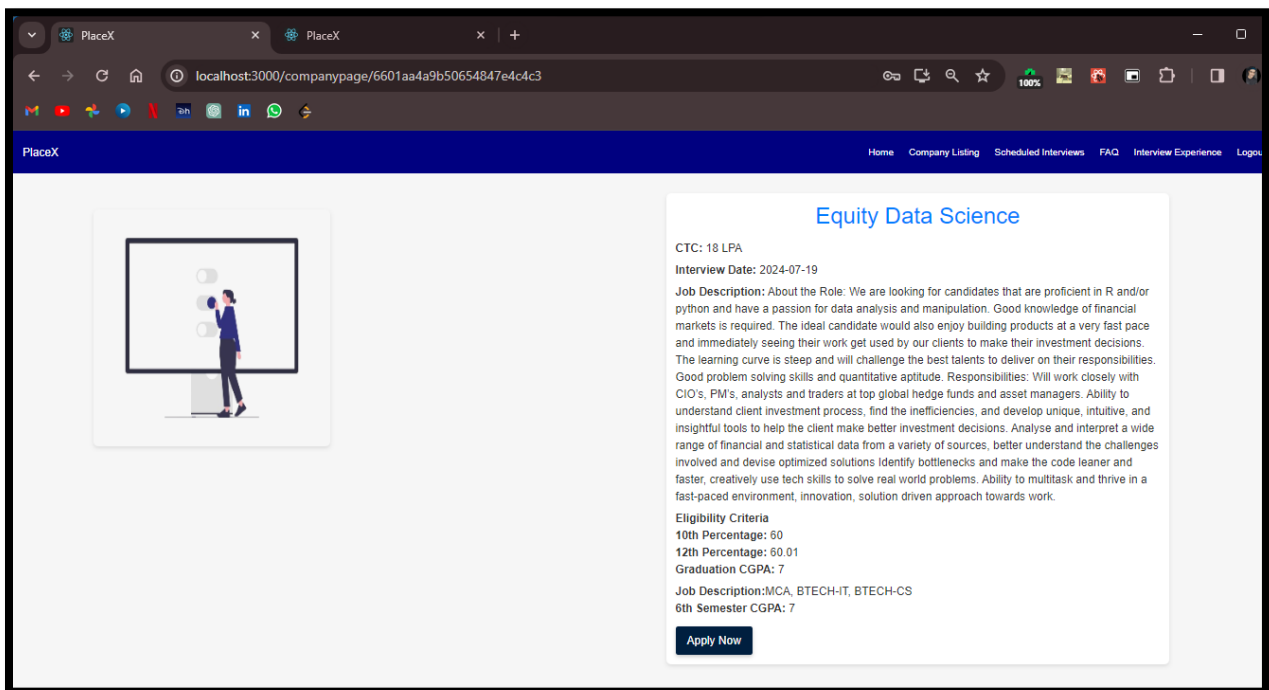 PlaceX
PlaceX
localhost:3000/companypage/6601aa4a9b50654847e4c4c3
100%
in
PlaceX
Home Company Listing Scheduled Interviews FAQ Interview Experience Logou
Equity Data Science
CTC: 18 LPA
Interview Date: 2024-07-19
Job Description: About the Role: We are looking for candidates that are proficient in R and/or
python and have a passion for data analysis and manipulation. Good knowledge of financial
markets is required. The ideal candidate would also enjoy building products at a very fast pace
and immediately seeing their work get used by our clients to make their investment decisions.
The learning curve is steep and will challenge the best talents to deliver on their responsibilities.
Good problem solving skills and quantitative aptitude. Responsibilities: Will work closely with
CIO's, PM's, analysts and traders at top global hedge funds and asset managers. Ability to
understand client investment process, find the inefficiencies, and develop unique, intuitive, and
insightful tools to help the client make better investment decisions. Analyse and interpret a wide
range of financial and statistical data from a variety of sources, better understand the challenges
involved and devise optimized solutions Identify bottlenecks and make the code leaner and
faster, creatively use tech skills to solve real world problems. Ability to multitask and thrive in a
fast-paced environment, innovation, solution driven approach towards work.
Eligibility Criteria
10th Percentage: 60
12th Percentage: 60.01
Graduation CGPA: 7
Job Description:MCA, BTECH-IT, BTECH-CS
6th Semester CGPA: 7
Apply Now